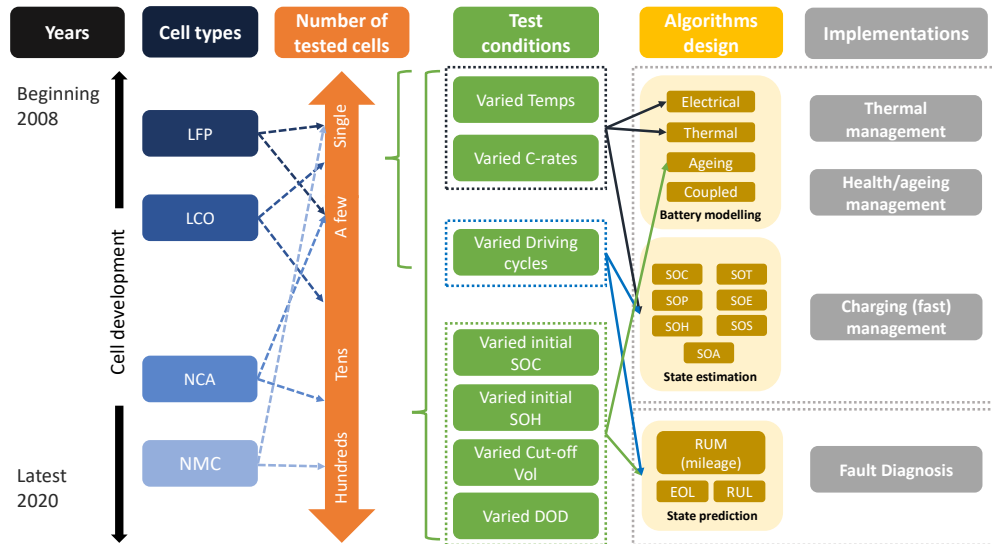 Years
Cell types
Number of
tested cells
Test
conditions
Algorithms
design
Implementations
Beginning
2008
Cell development
Latest
2020
LFP
LCO
NCA
NMC
Single
A few
Tens
Hundreds
Varied Temps
Varied C-rates
Varied Driving
cycles
Varied initial
SOC
Varied initial
SOH
Varied Cut-off
Vol
Varied DOD
Electrical
Thermal
Ageing
Coupled
Battery modelling
SOC
SOT
SOP
SOE
SOH
SOS
SOA
State estimation
RUM
(mileage)
EOL
RUL
State prediction
Thermal
management
Health/ageing
management
Charging (fast)
management
Fault Diagnosis